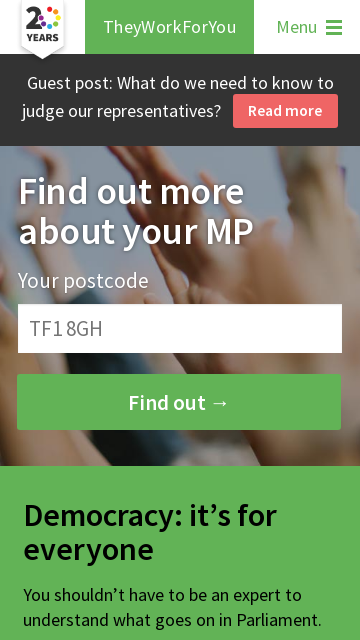 20
YEARS
TheyWorkForYou
Menu
Guest post: What do we need to know to
judge our representatives? Read more
Find out more
about your MP
Your postcode
TF1 8GH
Find out →
Democracy: it’s for
everyone
You shouldn’t have to be an expert to
understand what goes on in Parliament.